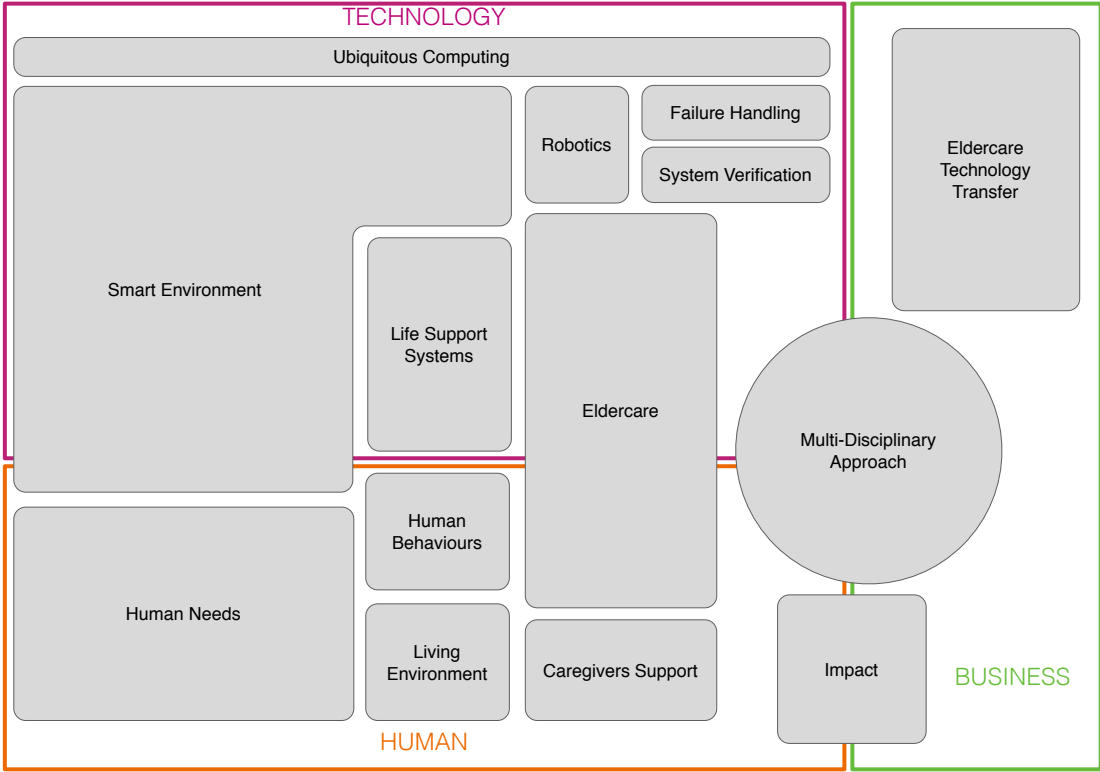 TECHNOLOGY
Ubiquitous Computing
Smart Environment
Robotics
Failure Handling
System Verification
Life Support
Systems
Eldercare
Eldercare
Technology
Transfer
Multi-Disciplinary
Approach
Human Needs
Human
Behaviours
Living
Environment
Caregivers Support
Impact
HUMAN
BUSINESS